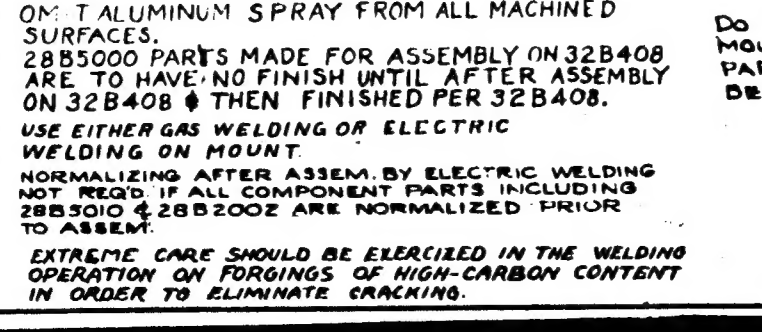 OMIT ALUMINUM SPRAY FROM ALL MACHINED
SURFACES.
28B5000 PARTS MADE FOR ASSEMBLY ON 32B408
ARE TO HAVE NO FINISH UNTIL AFTER ASSEMBLY
ON 32B408 & THEN FINISHED PER 32B408.
USE EITHER GAS WELDING OR ELECTRIC
WELDING ON MOUNT.
NORMALIZING AFTER ASSEM. BY ELECTRIC WELDING
NOT REQ'D. IF ALL COMPONENT PARTS INCLUDING
28B5010 & 28B2002 ARE NORMALIZED PRIOR
TO ASSEM.
EXTREME CARE SHOULD BE EXERCIZED IN THE WELDING
OPERATION ON FORGINGS OF HIGH-CARBON CONTENT
IN ORDER TO ELIMINATE CRACKING.
DO